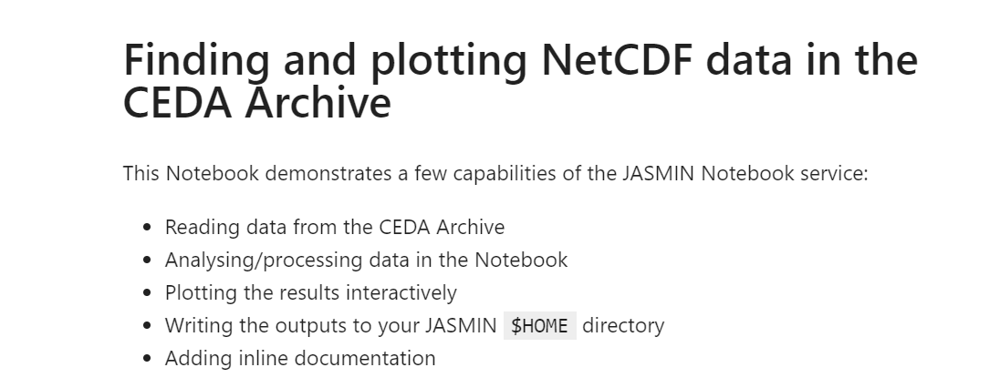 Finding and plotting NetCDF data in the
CEDA Archive
This Notebook demonstrates a few capabilities of the JASMIN Notebook service:
• Reading data from the CEDA Archive
• Analysing/processing data in the Notebook
• Plotting the results interactively
• Writing the outputs to your JASMIN $HOME directory
• Adding inline documentation